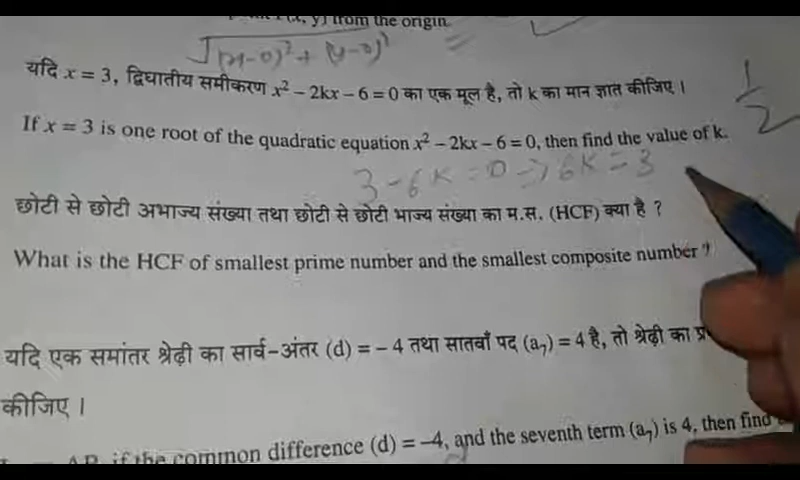 (x, y) from the origin.
√(x-0)² + (y-0)²
यदि x = 3, द्विघातीय समीकरण x² – 2kx – 6 = 0 का एक मूल है, तो k का मान ज्ञात कीजिए ।
1/2
If x = 3 is one root of the quadratic equation x² – 2kx – 6 = 0, then find the value of k.
3 - 6k = 0 ⇒ 6k = 3
छोटी से छोटी अभाज्य संख्या तथा छोटी से छोटी भाज्य संख्या का म.स. (HCF) क्या है ?
What is the HCF of smallest prime number and the smallest composite number ?
यदि एक समांतर श्रेढ़ी का सार्व-अंतर (d) = – 4 तथा सातवाँ पद (a₇) = 4 है, तो श्रेढ़ी का
कीजिए ।
AP, if the common difference (d) = –4, and the seventh term (a₇) is 4, then find